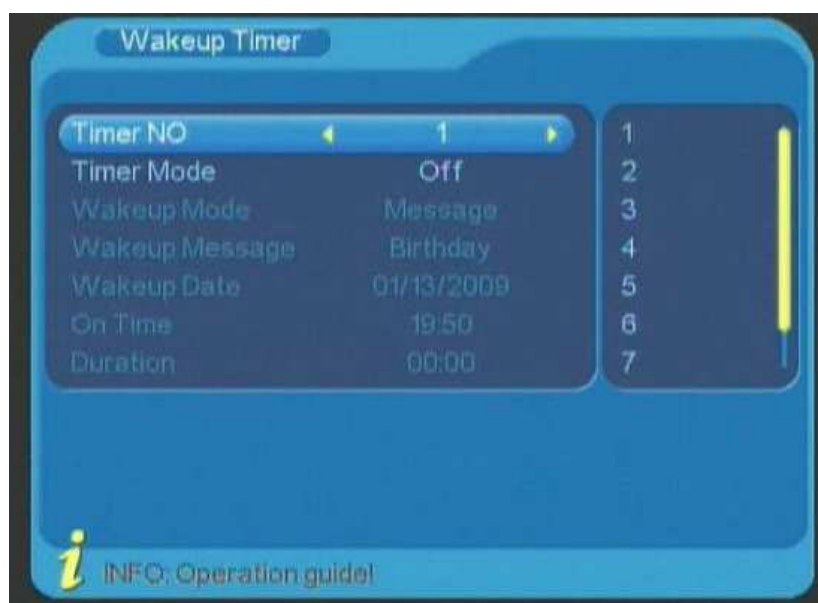 Wakeup Timer
Timer NO 1
Timer Mode Off
Wakeup Mode Message
Wakeup Message Birthday
Wakeup Date 01/13/2009
On Time 19:50
Duration 00:00
1
2
3
4
5
6
7
i INFO: Operation guide!